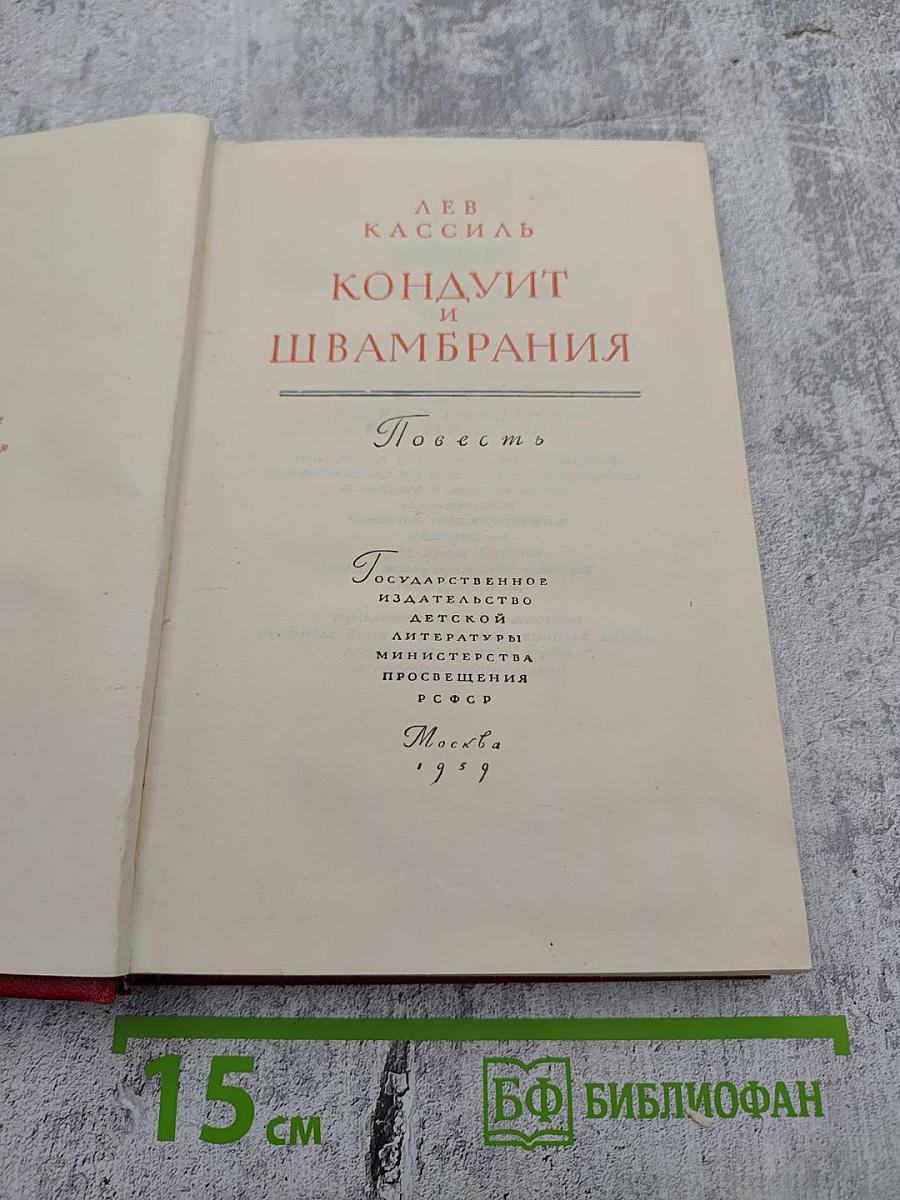 ЛЕВ
КАССИЛЬ
КОНДУИТ
И
ШВАМБРАНИЯ
Повесть
Государственное
издательство
детской
литературы
министерства
просвещения
РСФСР
Москва
1959
15 см
БФ БИБЛИОФАН